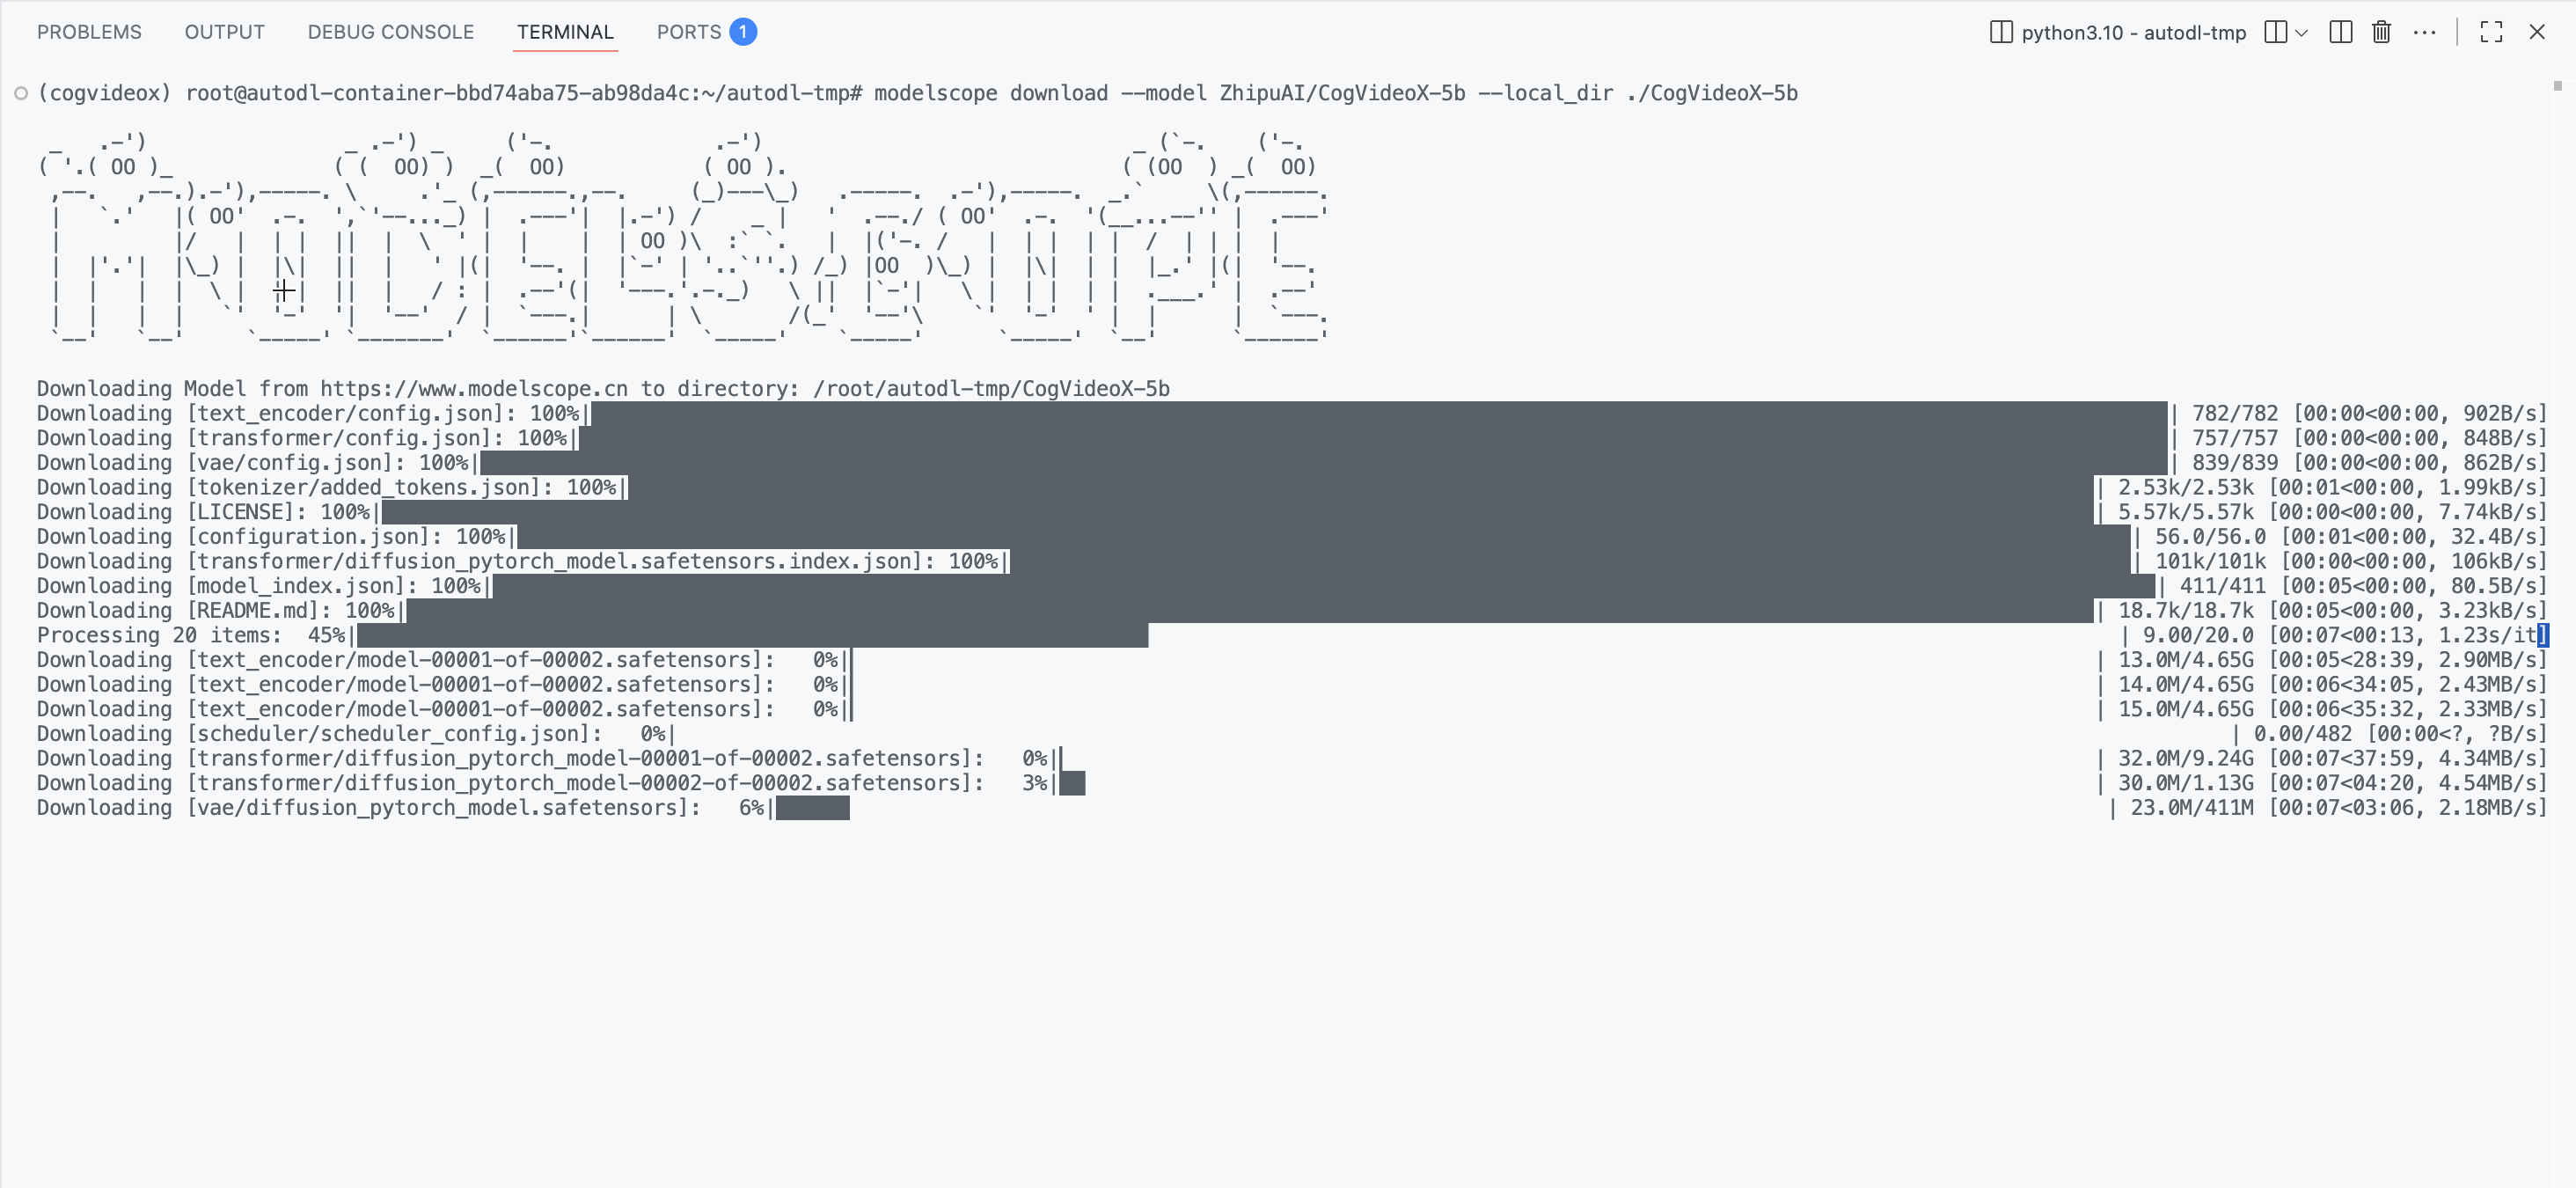 PROBLEMS OUTPUT DEBUG CONSOLE TERMINAL PORTS 1 python3.10 - autodl-tmp
(cogvideox) root@autodl-container-bbd74aba75-ab98da4c:~/autodl-tmp# modelscope download --model ZhipuAI/CogVideoX-5b --local_dir ./CogVideoX-5b
MODELSCOPE
Downloading Model from https://www.modelscope.cn to directory: /root/autodl-tmp/CogVideoX-5b
Downloading [text_encoder/config.json]: 100%| | 782/782 [00:00<00:00, 902B/s]
Downloading [transformer/config.json]: 100%| | 757/757 [00:00<00:00, 848B/s]
Downloading [vae/config.json]: 100%| | 839/839 [00:00<00:00, 862B/s]
Downloading [tokenizer/added_tokens.json]: 100%| | 2.53k/2.53k [00:01<00:00, 1.99kB/s]
Downloading [LICENSE]: 100%| | 5.57k/5.57k [00:00<00:00, 7.74kB/s]
Downloading [configuration.json]: 100%| | 56.0/56.0 [00:01<00:00, 32.4B/s]
Downloading [transformer/diffusion_pytorch_model.safetensors.index.json]: 100%| | 101k/101k [00:00<00:00, 106kB/s]
Downloading [model_index.json]: 100%| | 411/411 [00:05<00:00, 80.5B/s]
Downloading [README.md]: 100%| | 18.7k/18.7k [00:05<00:00, 3.23kB/s]
Processing 20 items: 45%| | 9.00/20.0 [00:07<00:13, 1.23s/it]
Downloading [text_encoder/model-00001-of-00002.safetensors]: 0%| | 13.0M/4.65G [00:05<28:39, 2.90MB/s]
Downloading [text_encoder/model-00001-of-00002.safetensors]: 0%| | 14.0M/4.65G [00:06<34:05, 2.43MB/s]
Downloading [text_encoder/model-00001-of-00002.safetensors]: 0%| | 15.0M/4.65G [00:06<35:32, 2.33MB/s]
Downloading [scheduler/scheduler_config.json]: 0%| | 0.00/482 [00:00<?, ?B/s]
Downloading [transformer/diffusion_pytorch_model-00001-of-00002.safetensors]: 0%| | 32.0M/9.24G [00:07<37:59, 4.34MB/s]
Downloading [transformer/diffusion_pytorch_model-00002-of-00002.safetensors]: 3%| | 30.0M/1.13G [00:07<04:20, 4.54MB/s]
Downloading [vae/diffusion_pytorch_model.safetensors]: 6%| | 23.0M/411M [00:07<03:06, 2.18MB/s]